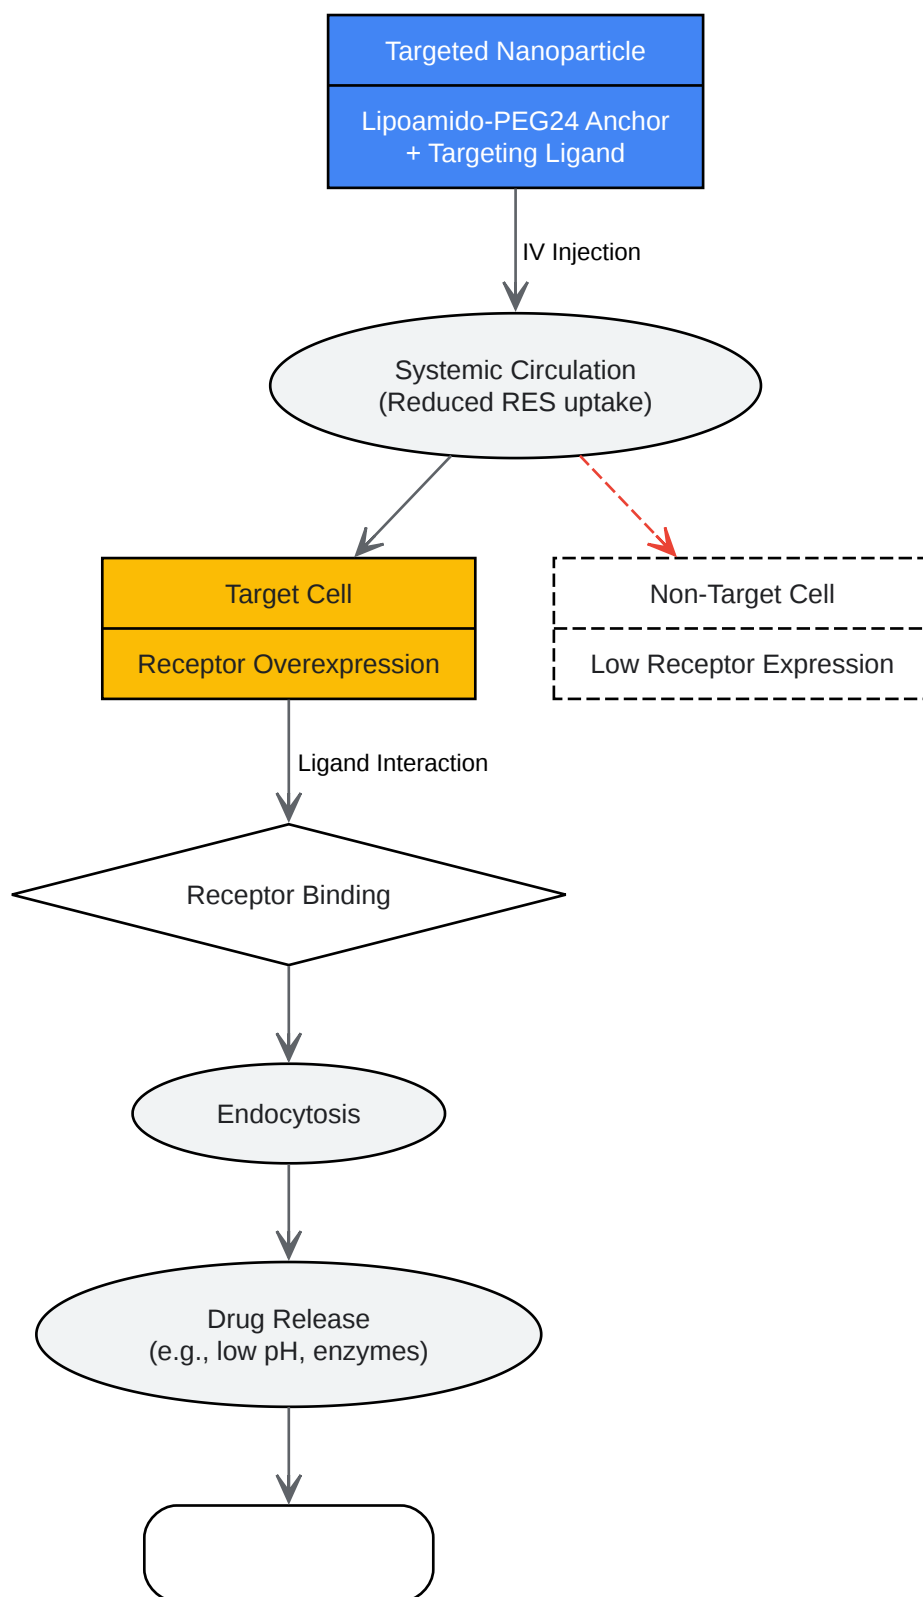 Targeted Nanoparticle
Lipoamido-PEG24 Anchor
+ Targeting Ligand
IV Injection
Systemic Circulation
(Reduced RES uptake)
Target Cell
Receptor Overexpression
Non-Target Cell
Low Receptor Expression
Ligand Interaction
Receptor Binding
Endocytosis
Drug Release
(e.g., low pH, enzymes)